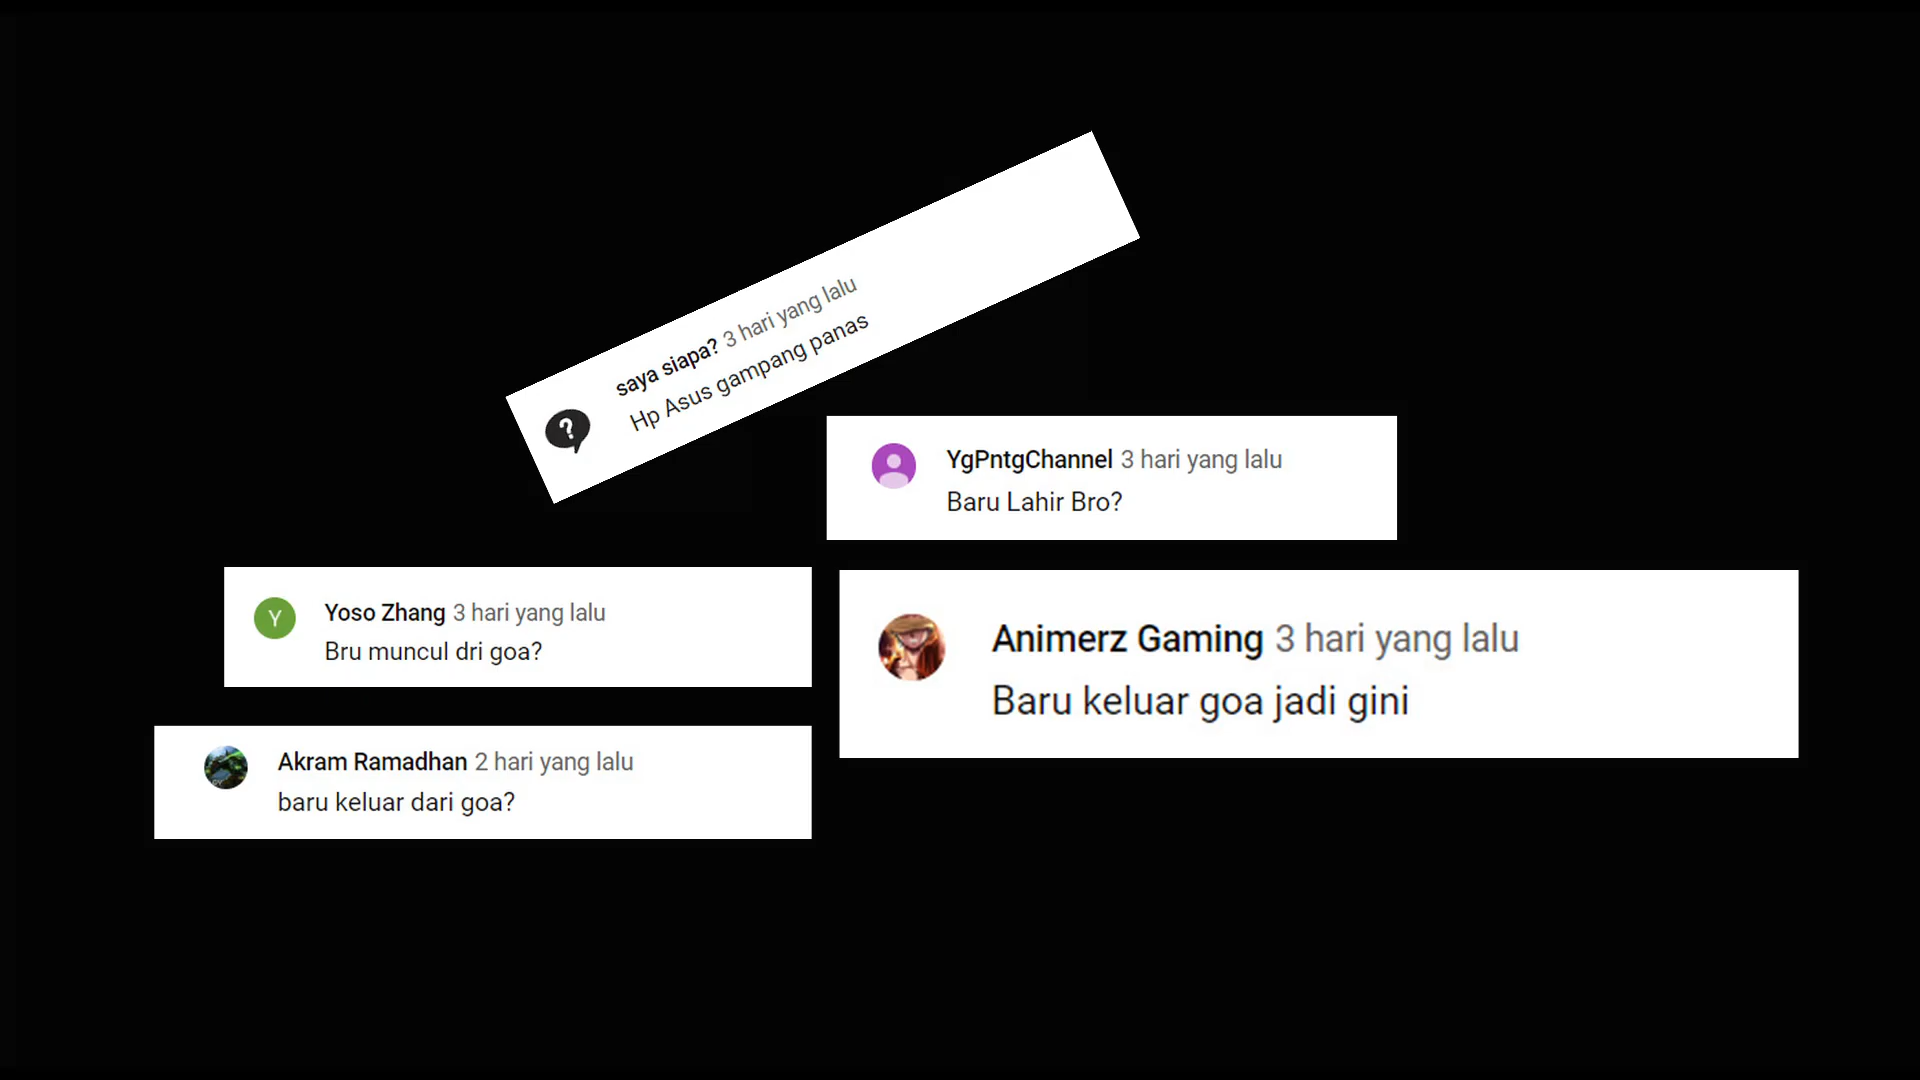 saya siapa? 3 hari yang lalu
Hp Asus gampang panas
YgPntgChannel 3 hari yang lalu
Baru Lahir Bro?
Y
Yoso Zhang 3 hari yang lalu
Bru muncul dri goa?
Animerz Gaming 3 hari yang lalu
Baru keluar goa jadi gini
Akram Ramadhan 2 hari yang lalu
baru keluar dari goa?